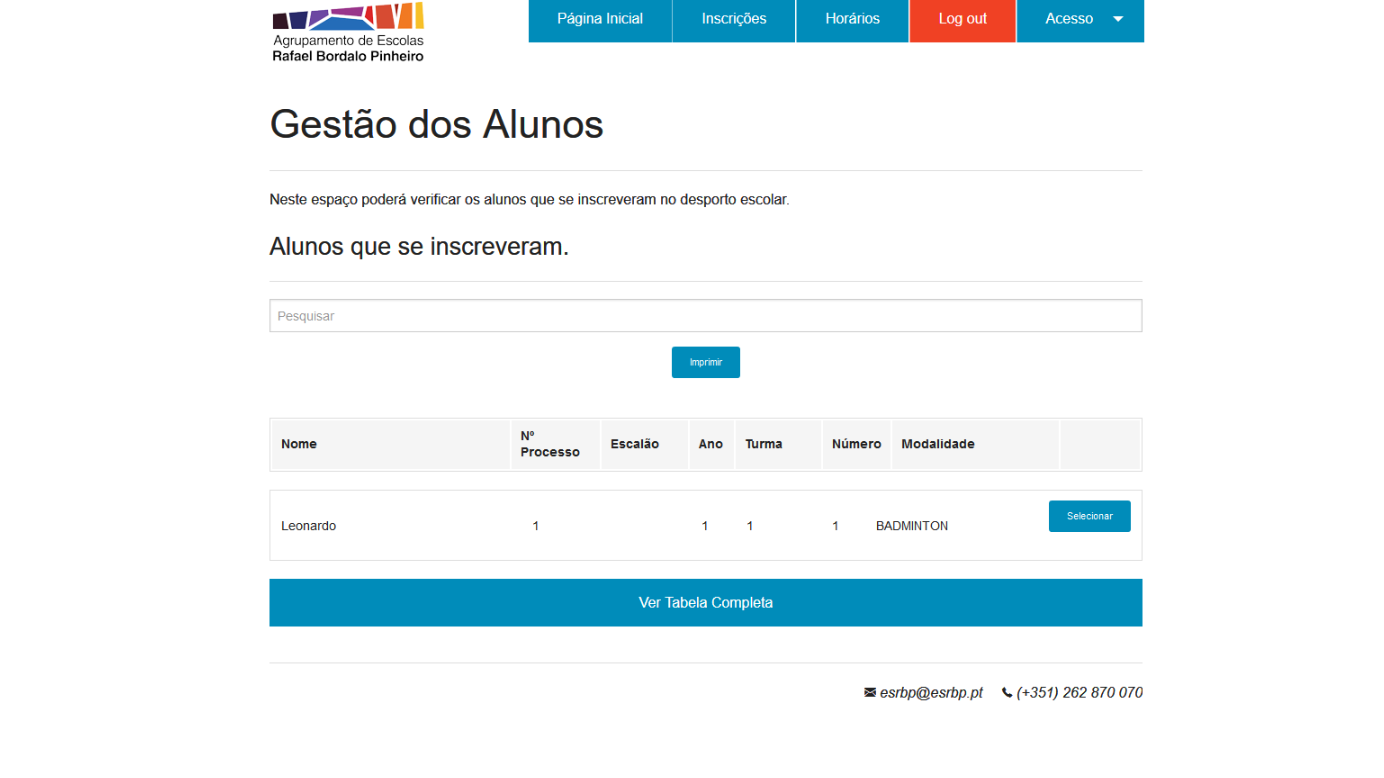 Agrupamento de Escolas
Rafael Bordalo Pinheiro
Página Inicial Inscrições Horários Log out Acesso
Gestão dos Alunos
Neste espaço poderá verificar os alunos que se inscreveram no desporto escolar.
Alunos que se inscreveram.
Pesquisar
Imprimir
Nome Nº Processo Escalão Ano Turma Número Modalidade
Leonardo 1 1 1 1 BADMINTON Selecionar
Ver Tabela Completa
esrbp@esrbp.pt (+351) 262 870 070